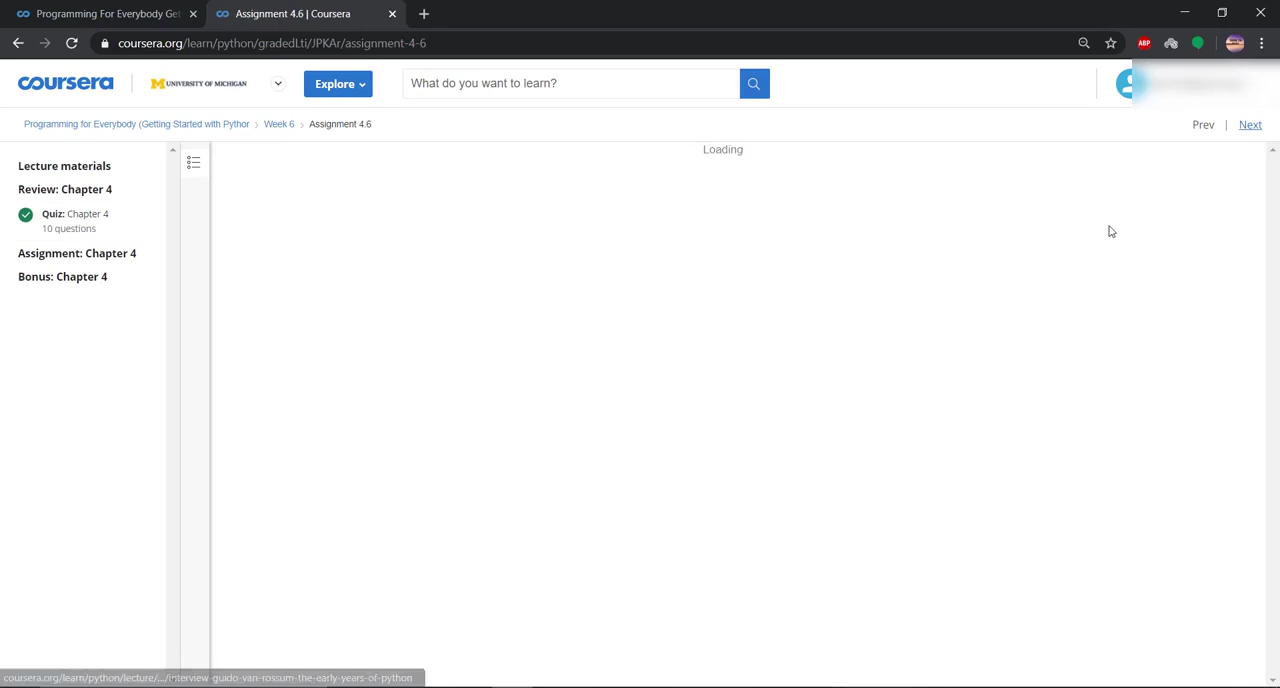 Programming For Everybody Get
Assignment 4.6 | Coursera
coursera.org/learn/python/gradedLti/JPKAr/assignment-4-6
ABP
coursera
M UNIVERSITY OF MICHIGAN
Explore
What do you want to learn?
Programming for Everybody (Getting Started with Python > Week 6 > Assignment 4.6
Prev | Next
Lecture materials
Loading
Review: Chapter 4
Quiz: Chapter 4
10 questions
Assignment: Chapter 4
Bonus: Chapter 4
coursera.org/learn/python/lecture/.../interview-guido-van-rossum-the-early-years-of-python